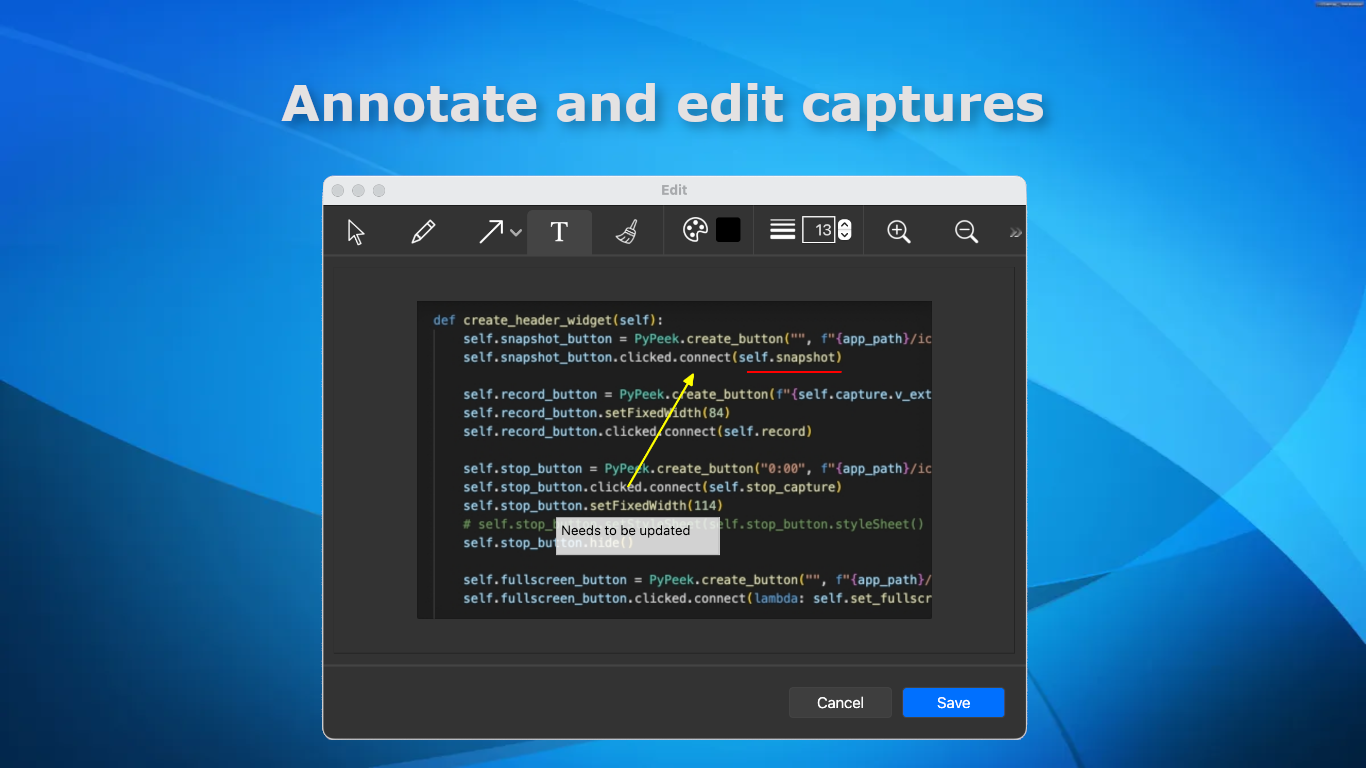 Annotate and edit captures
Edit
T
13
def create_header_widget(self):
self.snapshot_button = PyPeek.create_button("", f"{app_path}/ic
self.snapshot_button.clicked.connect(self.snapshot)
self.record_button = PyPeek.create_button(f"{self.capture.v_ext
self.record_button.setFixedWidth(84)
self.record_button.clicked.connect(self.record)
self.stop_button = PyPeek.create_button("0:00", f"{app_path}/ic
self.stop_button.clicked.connect(self.stop_capture)
self.stop_button.setFixedWidth(114)
# self.stop_button.setStyleSheet(self.stop_button.styleSheet()
Needs to be updated
self.stop_button.hide()
self.fullscreen_button = PyPeek.create_button("", f"{app_path}/
self.fullscreen_button.clicked.connect(lambda: self.set_fullscr
Cancel
Save